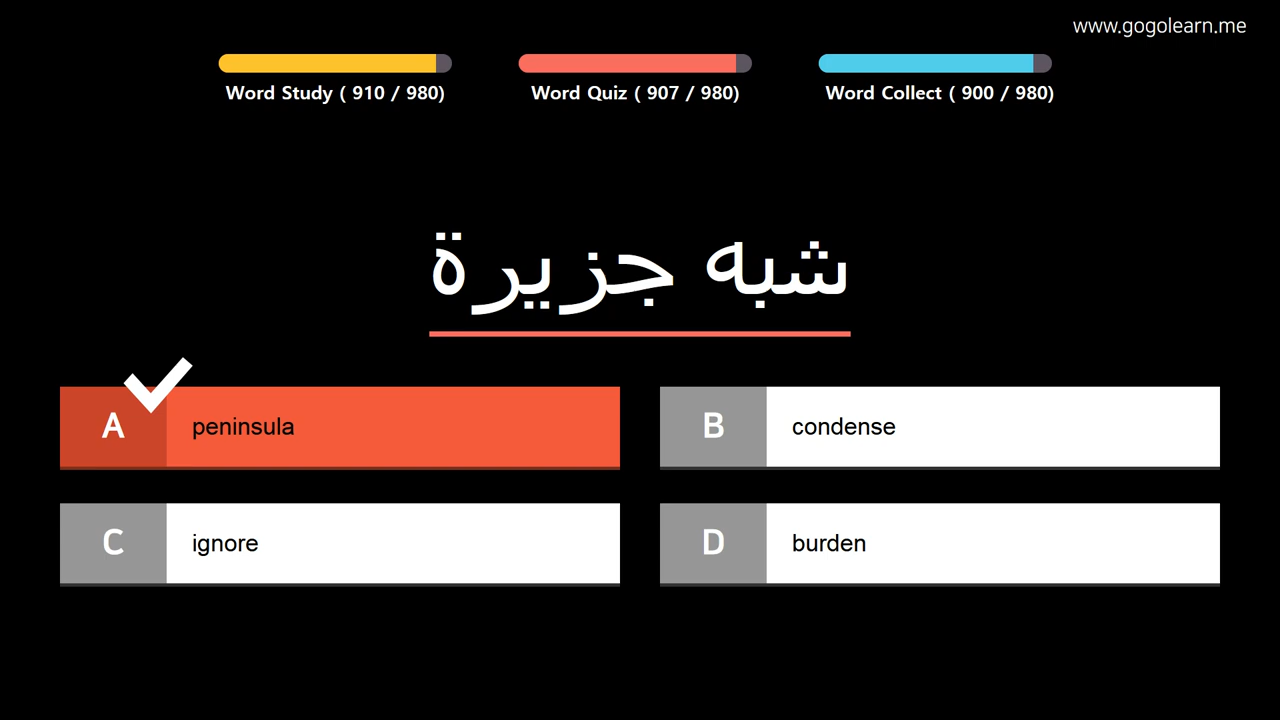 www.gogolearn.me
Word Study ( 910 / 980)
Word Quiz ( 907 / 980)
Word Collect ( 900 / 980)
شبه جزيرة
A peninsula
B condense
C ignore
D burden